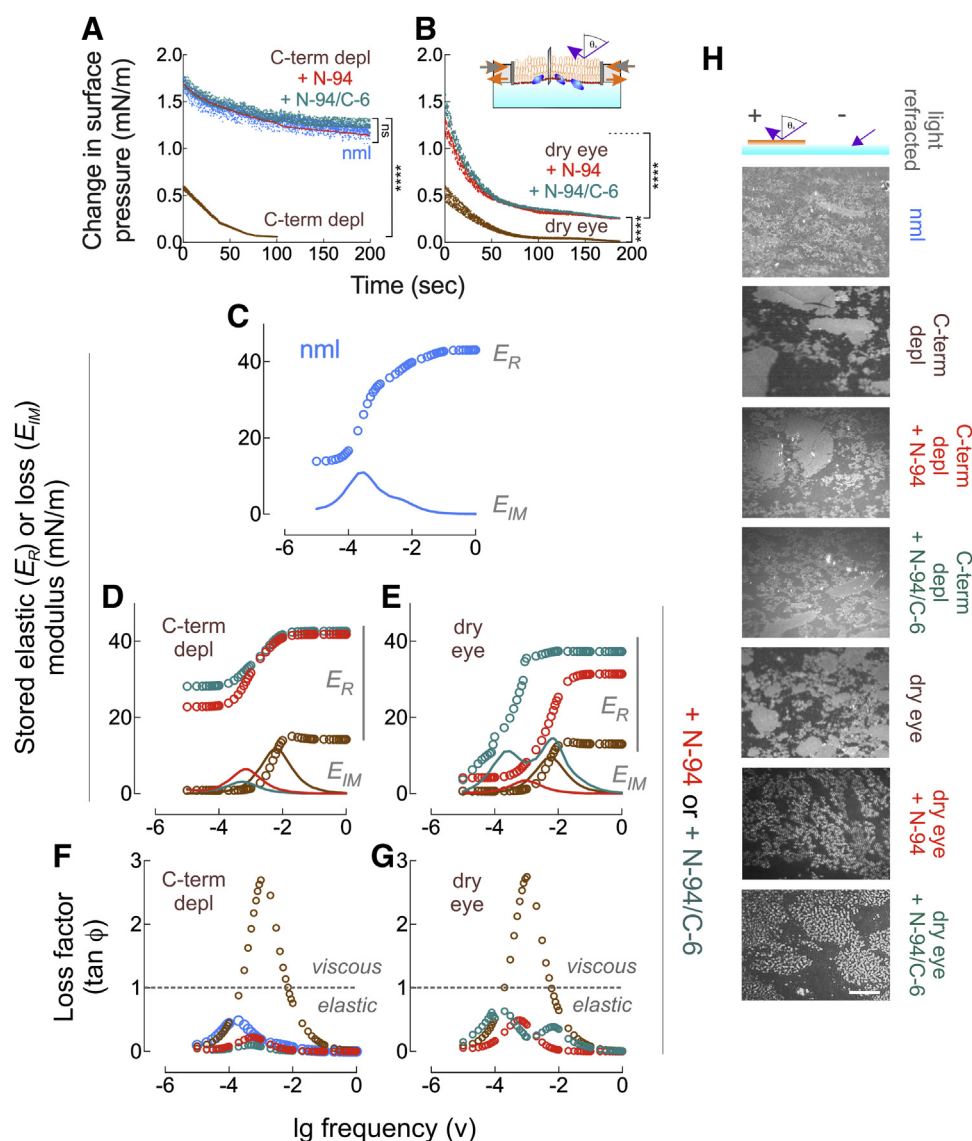 A
Change in surface
pressure (mN/m)
2.0
1.5
1.0
0.5
0.0
C-term depl
+ N-94
+ N-94/C-6
nml
C-term depl
ns
****
0 50 100 150 200
B
2.0
1.5
1.0
0.5
0.0
θ
dry eye
+ N-94
+ N-94/C-6
dry eye
****
****
0 50 100 150 200
Time (sec)
C
nml
40
20
0
E_R
E_IM
-6 -4 -2 0
Stored elastic (E_R) or loss (E_IM)
modulus (mN/m)
D
C-term
depl
40
20
0
E_R
E_IM
-6 -4 -2 0
E
dry
eye
40
20
0
E_R
E_IM
-6 -4 -2 0
+ N-94 or + N-94/C-6
F
C-term
depl
Loss factor
(tan ϕ)
3
2
1
0
viscous
elastic
-6 -4 -2 0
G
dry
eye
3
2
1
0
viscous
elastic
-6 -4 -2 0
lg frequency (v)
H
light
refracted
+
θ
-
nml
C-term
depl
C-term
depl
+ N-94
C-term
depl
+ N-94/C-6
dry eye
dry eye
+ N-94
dry eye
+ N-94/C-6